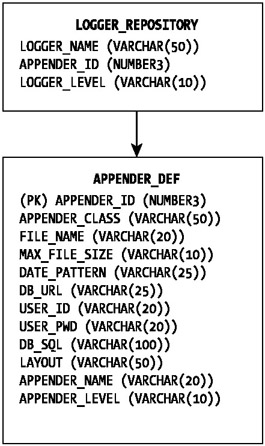 LOGGER_REPOSITORY
LOGGER_NAME (VARCHAR(50))
APPENDER_ID (NUMBER3)
LOGGER_LEVEL (VARCHAR(10))
APPENDER_DEF
(PK) APPENDER_ID (NUMBER3)
APPENDER_CLASS (VARCHAR(50)
FILE_NAME (VARCHAR(20))
MAX_FILE_SIZE (VARCHAR(10))
DATE_PATTERN (VARCHAR(25))
DB_URL (VARCHAR(25))
USER_ID (VARCHAR(20))
USER_PWD (VARCHAR(20))
DB_SQL (VARCHAR(100))
LAYOUT (VARCHAR(50))
APPENDER_NAME (VARCHAR(20))
APPENDER_LEVEL (VARCHAR(10))